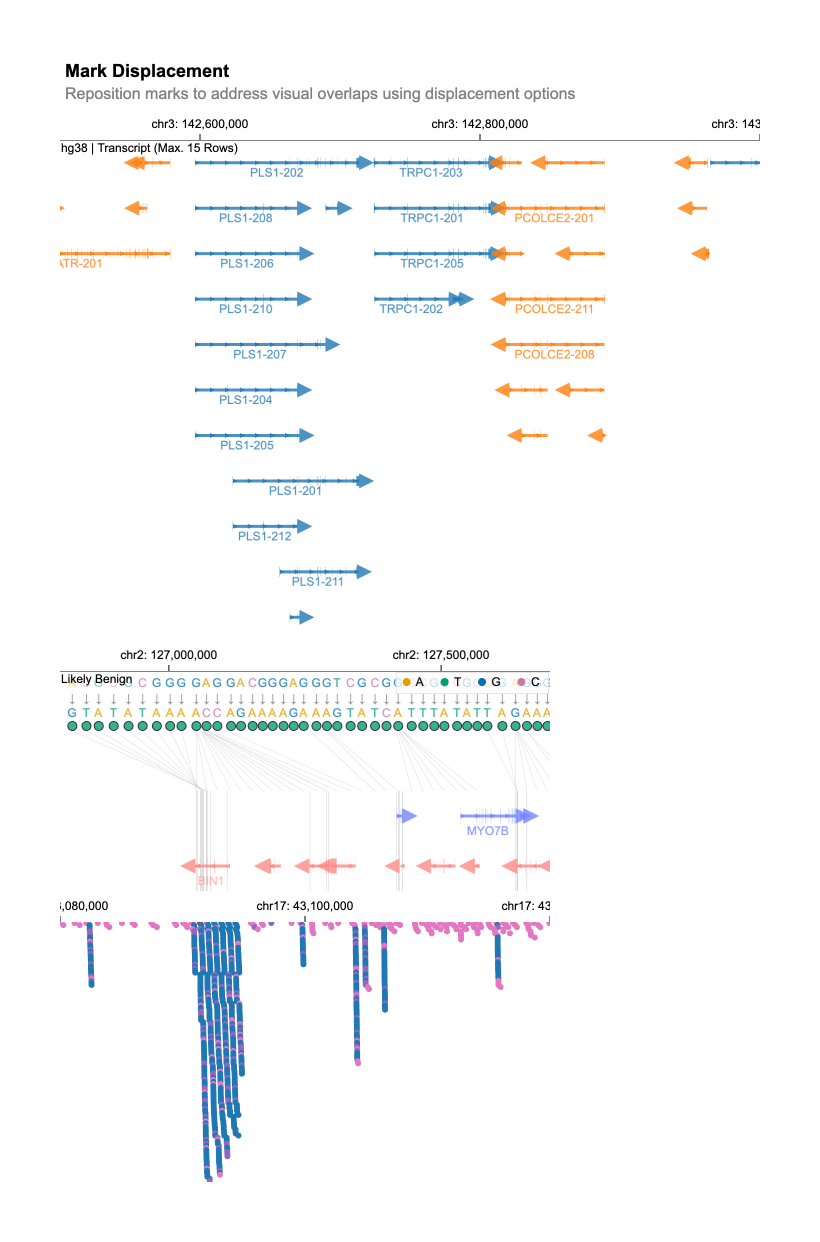 Mark Displacement
Reposition marks to address visual overlaps using displacement options
chr3: 142,600,000 chr3: 142,800,000 chr3: 143
hg38 | Transcript (Max. 15 Rows)
PLS1-202 TRPC1-203
PLS1-208 TRPC1-201 PCOLCE2-201
ATR-201 PLS1-206 TRPC1-205
PLS1-210 TRPC1-202 PCOLCE2-211
PLS1-207 PCOLCE2-208
PLS1-204
PLS1-205
PLS1-201
PLS1-212
PLS1-211
chr2: 127,000,000 chr2: 127,500,000
Likely Benign
C G G G G A G G A C G G G A G G G T C G C G G A T G C
G T A T A T A A A A C C A G A A A A G A A A G T A T C A T T T A T A T T A G A A A
MYO7B
BIN1
,080,000 chr17: 43,100,000 chr17: 43